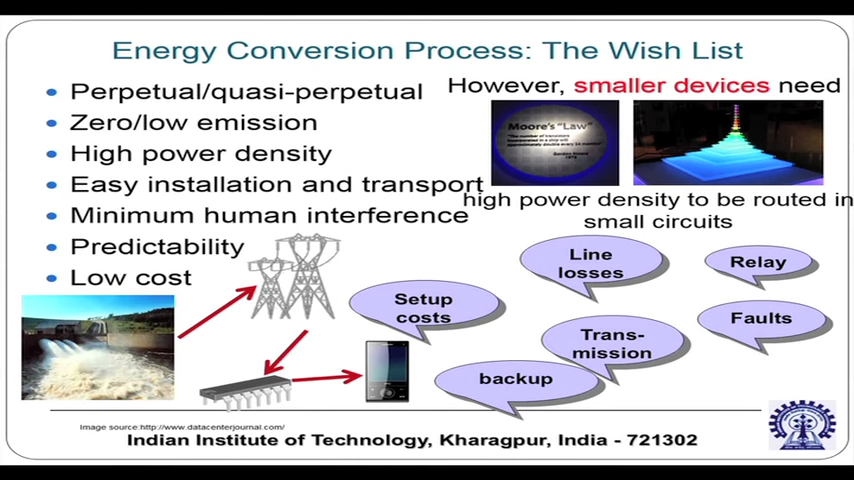 Energy Conversion Process: The Wish List
Perpetual/quasi-perpetual
Zero/low emission
High power density
Easy installation and transport
Minimum human interference
Predictability
Low cost
However, smaller devices need
Moore's "Law"
high power density to be routed in
small circuits
Line
losses
Relay
Setup
costs
Trans-
mission
Faults
backup
Image source:http://www.datacenterjournal.com/
Indian Institute of Technology, Kharagpur, India - 721302